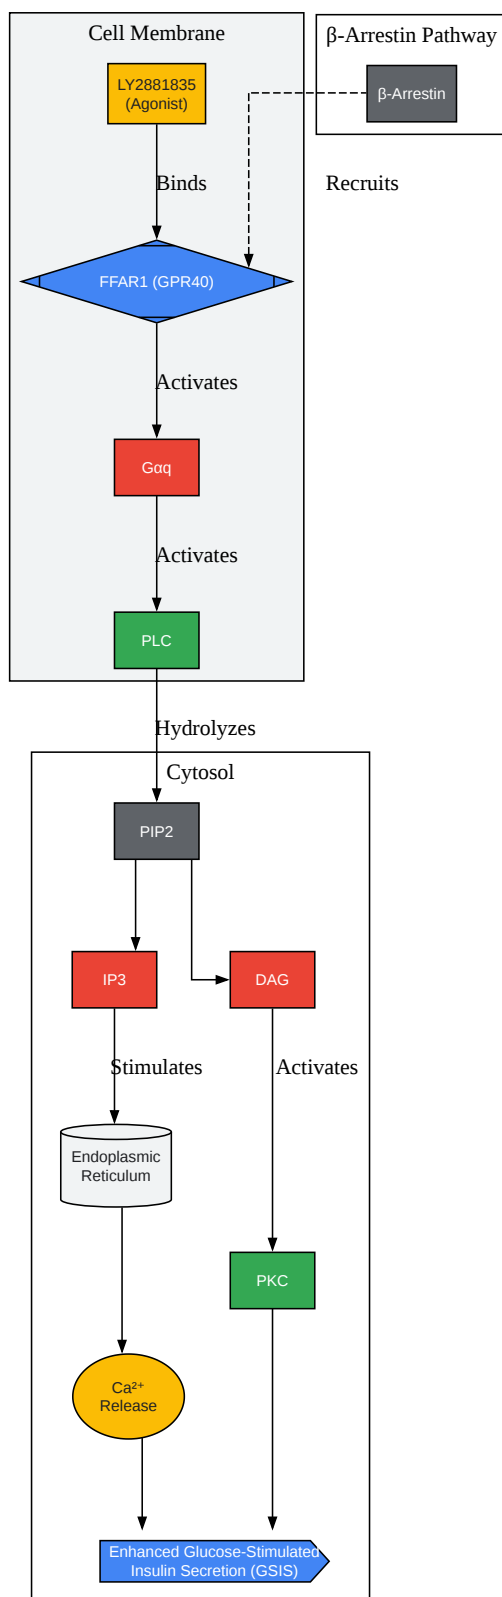 Cell Membrane
β-Arrestin Pathway
LY2881835
(Agonist)
β-Arrestin
Binds
Recruits
FFAR1 (GPR40)
Activates
Gαq
Activates
PLC
Hydrolyzes
Cytosol
PIP2
IP3
DAG
Stimulates
Activates
Endoplasmic
Reticulum
PKC
Ca²⁺
Release
Enhanced Glucose-Stimulated
Insulin Secretion (GSIS)